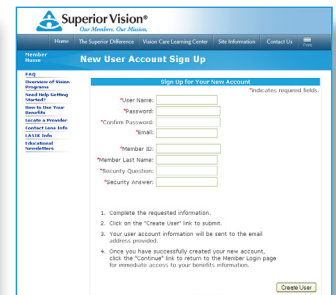 Superior Vision®
Our Members. Our Mission.
Home The Superior Difference Vision Care Learning Center Site Information Contact Us Print
Member Home New User Account Sign Up
FAQ
Overview of Vision Programs
Need Help Getting Started?
How to Use Your Benefits
Locate a Provider
Contact Lens Info
LASIK Info
Educational Newsletters
Sign Up for Your New Account
*Indicates required fields.
*User Name:
*Password:
*Confirm Password:
*Email:
*Member ID:
*Member Last Name:
*Security Question:
*Security Answer:
1. Complete the requested information.
2. Click on the "Create User" link to submit.
3. Your user account information will be sent to the email
address provided.
4. Once you have successfully created your new account,
click the "Continue" link to return to the Member Login page
for immediate access to your benefits information.
Create User